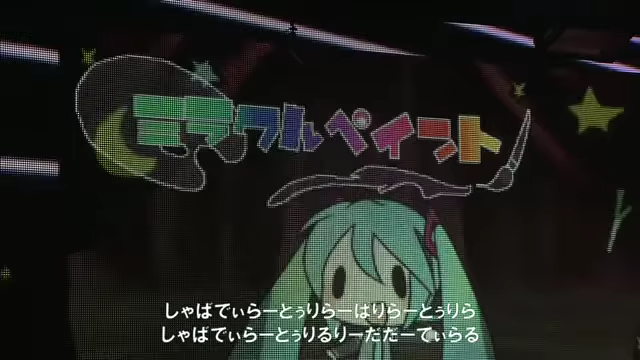 ミラクルペイント
しゃばでぃらーとぅりらーはりらーとぅりら
しゃばでぃらーとぅりるりーだだーでぃらる